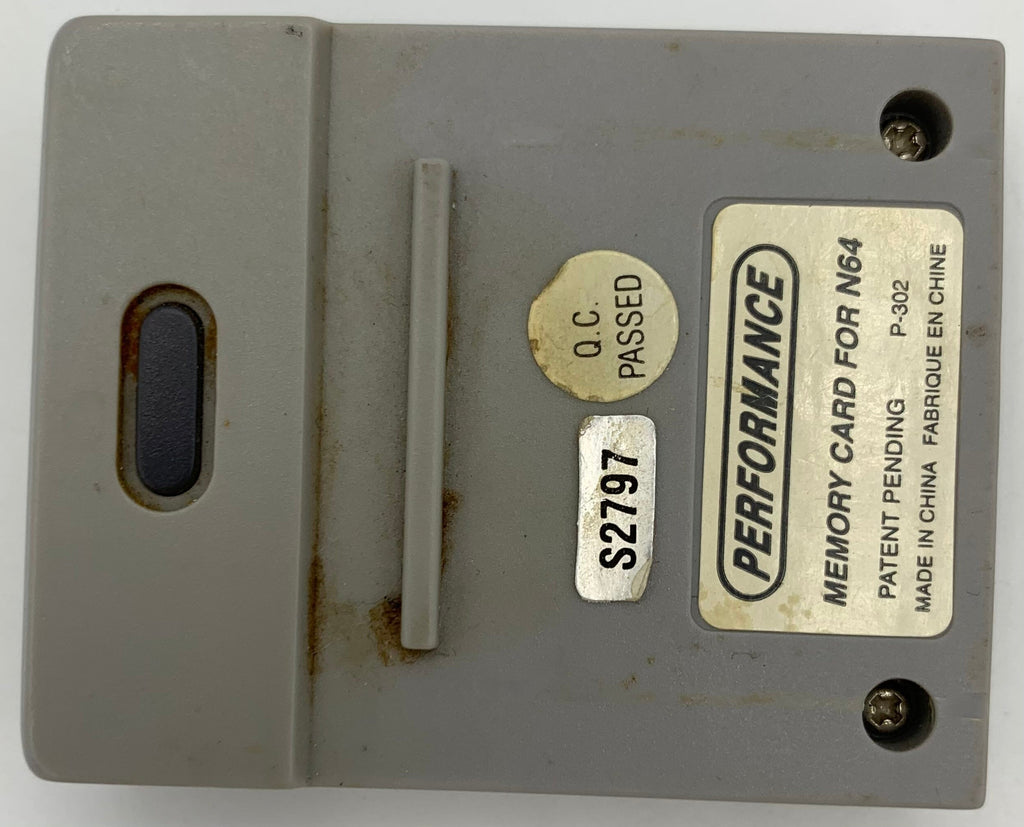 Q.C.
PASSED
S2797
PERFORMANCE
MEMORY CARD FOR N64
PATENT PENDING P-302
MADE IN CHINA FABRIQUE EN CHINE